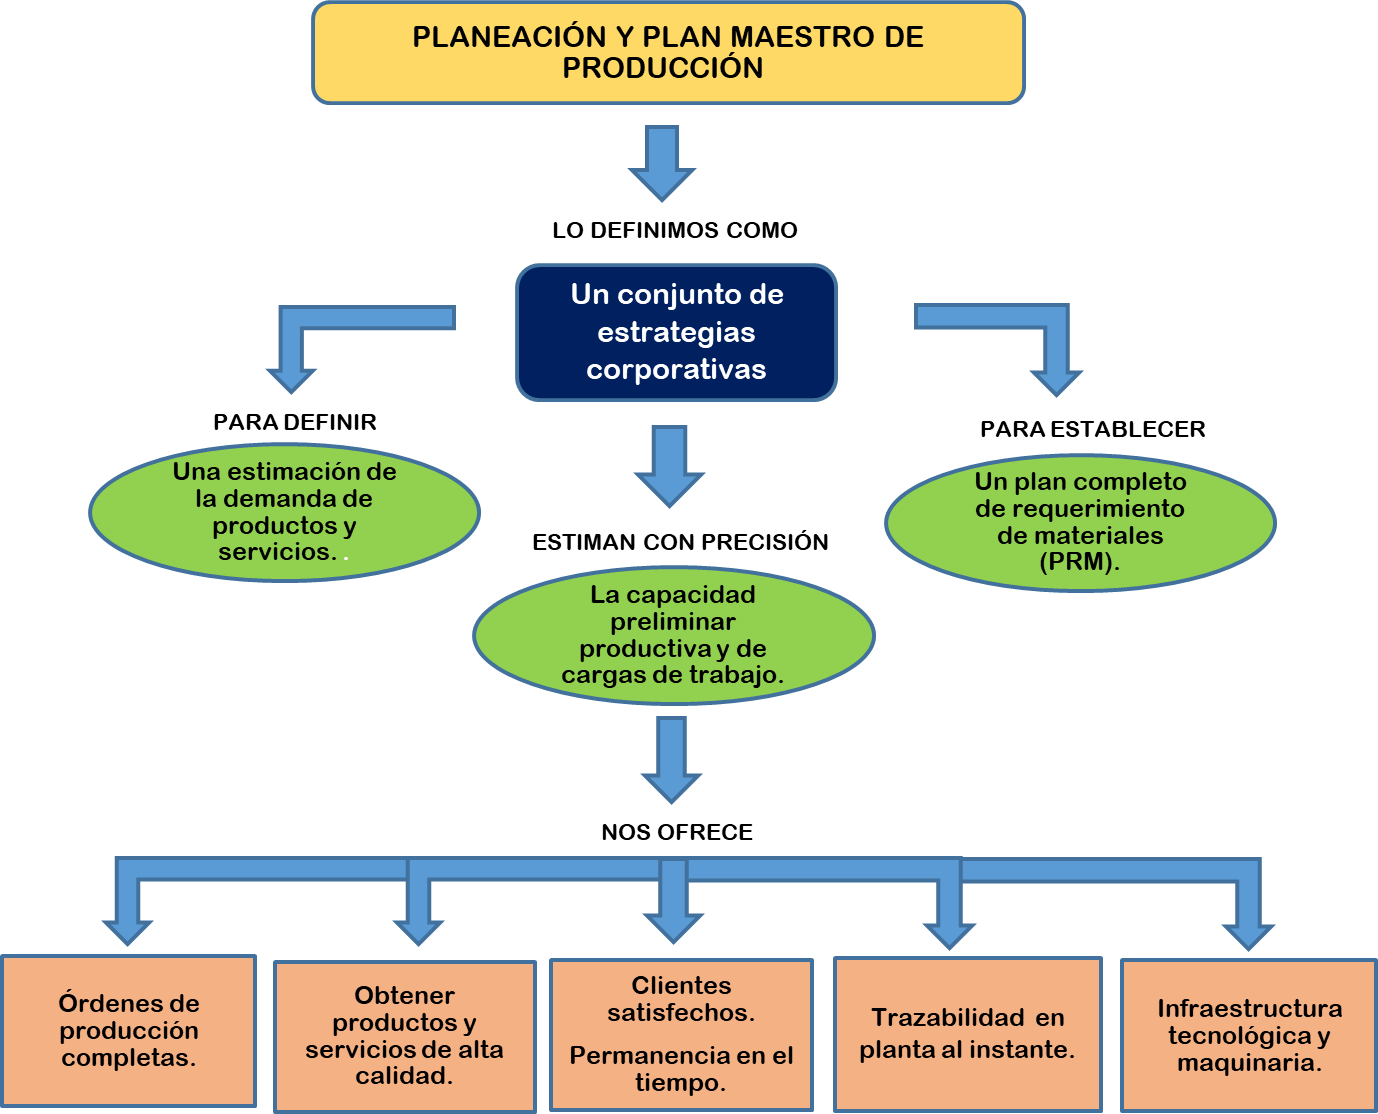 PLANEACIÓN Y PLAN MAESTRO DE
PRODUCCIÓN
LO DEFINIMOS COMO
Un conjunto de
estrategias
corporativas
PARA DEFINIR
Una estimación de
la demanda de
productos y
servicios. .
ESTIMAN CON PRECISIÓN
La capacidad
preliminar
productiva y de
cargas de trabajo.
PARA ESTABLECER
Un plan completo
de requerimiento
de materiales
(PRM).
NOS OFRECE
Órdenes de
producción
completas.
Obtener
productos y
servicios de alta
calidad.
Clientes
satisfechos.
Permanencia en el
tiempo.
Trazabilidad en
planta al instante.
Infraestructura
tecnológica y
maquinaria.